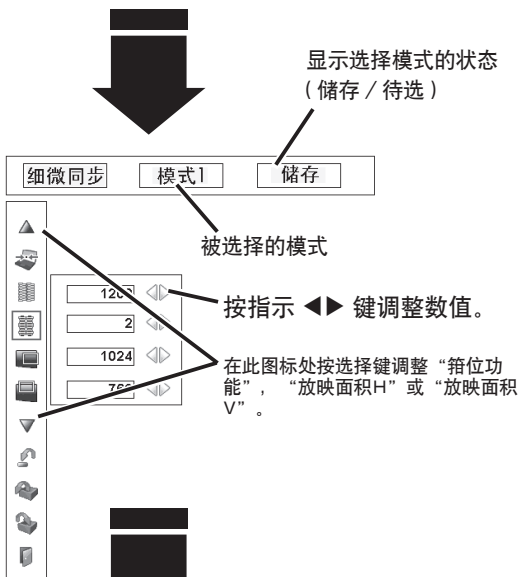 显示选择模式的状态
（储存／待选）
细微同步 模式1 储存
被选择的模式
按指示 ◀▶ 键调整数值。
2
1024
在此图标处按选择键调整“箝位功
能”，“放映面积H”或“放映面积
V”。